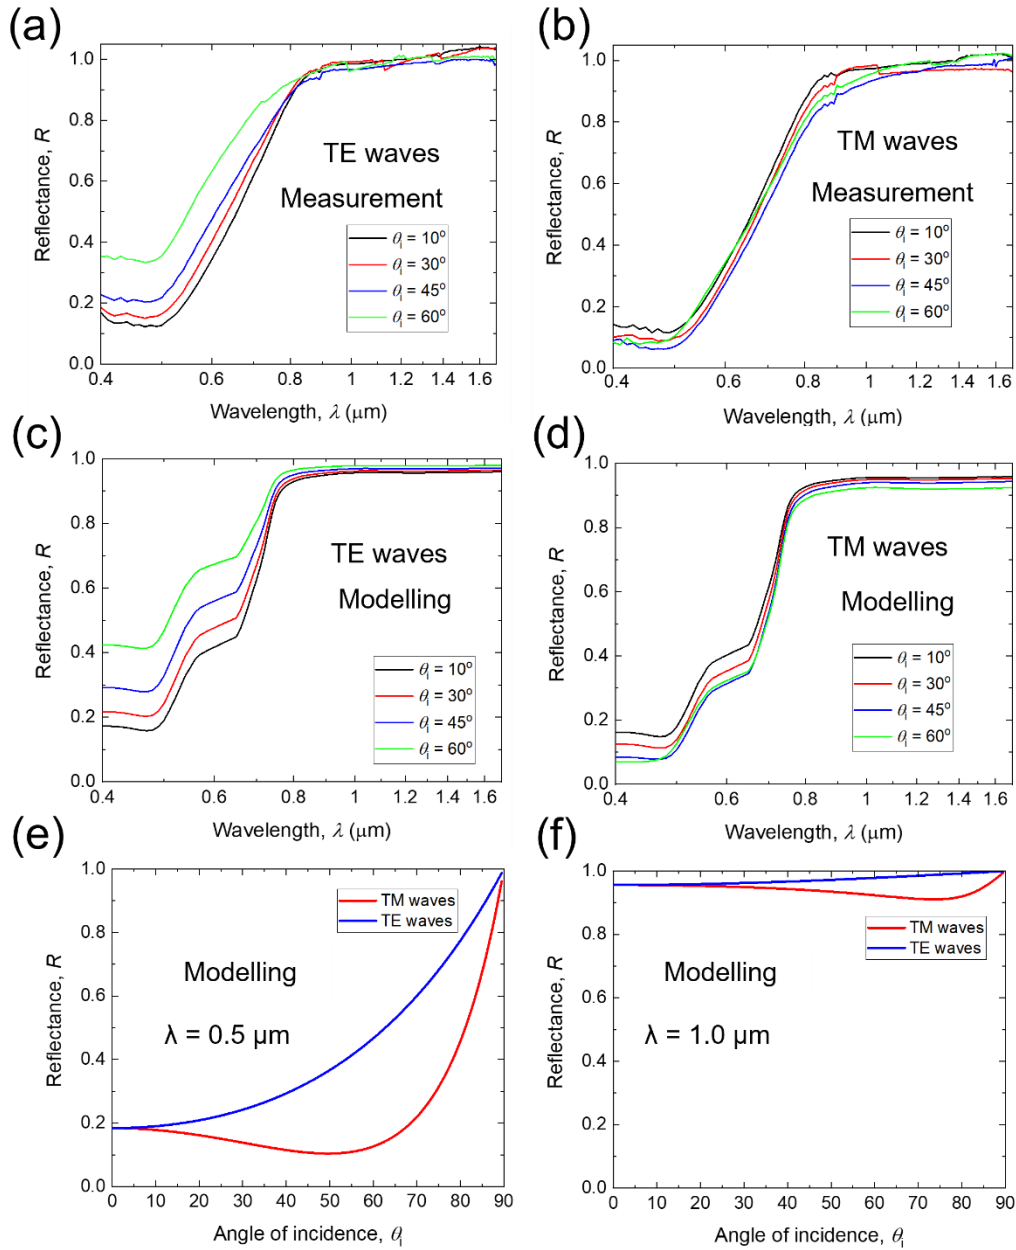 (a)
1.0
0.8
0.6
0.4
0.2
0.0
Reflectance, R
TE waves
Measurement
θi = 10°
θi = 30°
θi = 45°
θi = 60°
0.4 0.6 0.8 1 1.2 1.4 1.6
Wavelength, λ (μm)
(b)
1.0
0.8
0.6
0.4
0.2
0.0
Reflectance, R
TM waves
Measurement
θi = 10°
θi = 30°
θi = 45°
θi = 60°
0.4 0.6 0.8 1 1.2 1.4 1.6
Wavelength, λ (μm)
(c)
1.0
0.8
0.6
0.4
0.2
0.0
Reflectance, R
TE waves
Modelling
θi = 10°
θi = 30°
θi = 45°
θi = 60°
0.4 0.6 0.8 1 1.2 1.4 1.6
Wavelength, λ (μm)
(d)
1.0
0.8
0.6
0.4
0.2
0.0
Reflectance, R
TM waves
Modelling
θi = 10°
θi = 30°
θi = 45°
θi = 60°
0.4 0.6 0.8 1 1.2 1.4 1.6
Wavelength, λ (μm)
(e)
1.0
0.8
0.6
0.4
0.2
0.0
Reflectance, R
TM waves
TE waves
Modelling
λ = 0.5 μm
0 10 20 30 40 50 60 70 80 90
Angle of incidence, θi
(f)
1.0
0.8
0.6
0.4
0.2
0.0
Reflectance, R
TM waves
TE waves
Modelling
λ = 1.0 μm
0 10 20 30 40 50 60 70 80 90
Angle of incidence, θi